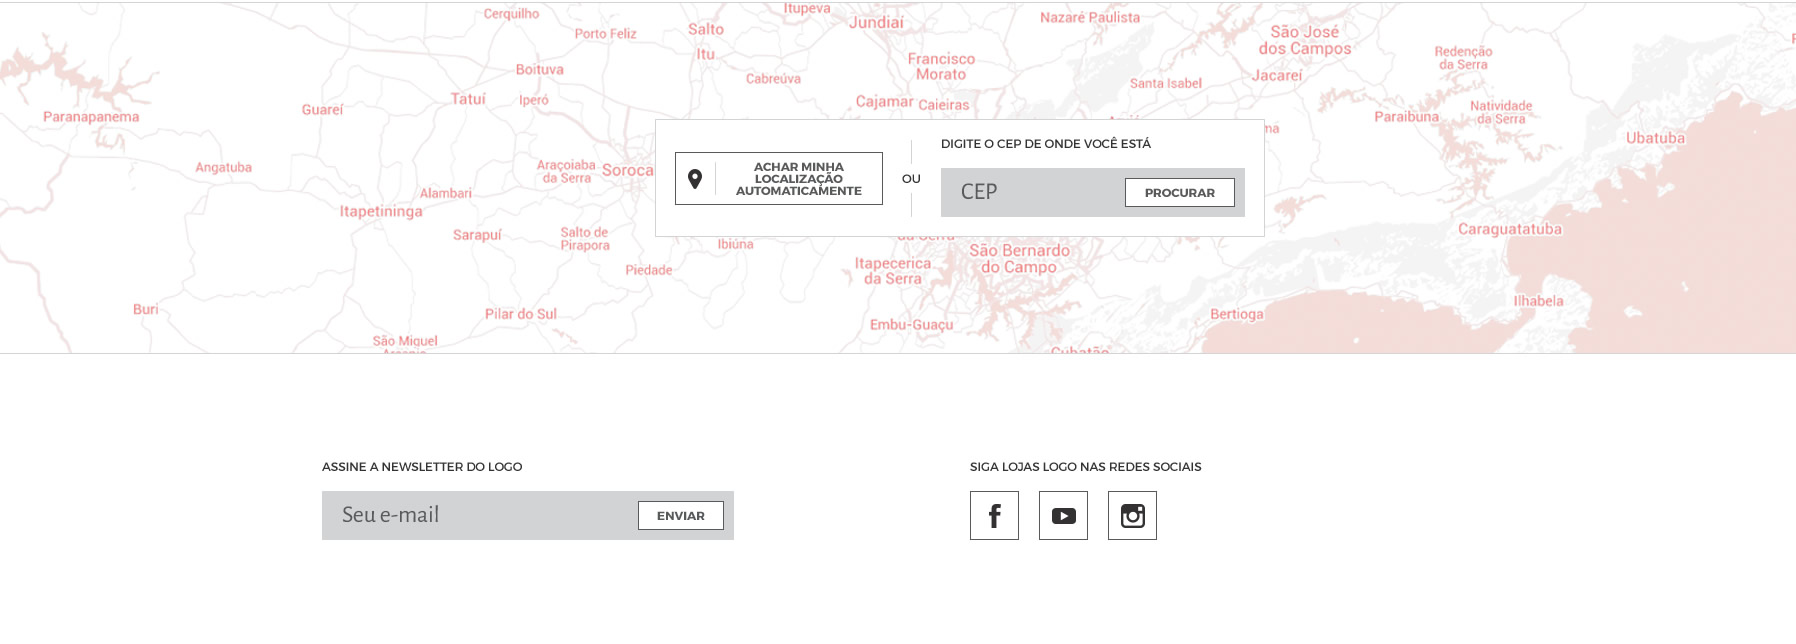 Cerquilho
Itupeva
Jundiaí
Nazaré Paulista
Porto Feliz
Salto
São José
dos Campos
Itu
Francisco
Morato
Redenção
da Serra
Boituva
Cabreúva
Santa Isabel
Jacareí
Tatuí
Iperó
Guareí
Cajamar
Caieiras
Natividade
da Serra
Paranapanema
Paraibuna
Ubatuba
Angatuba
Araçoiaba
da Serra
Soroca
Alambari
Itapetininga
Sarapuí
Salto de
Pirapora
ACHAR MINHA
LOCALIZAÇÃO
AUTOMATICAMENTE
OU
DIGITE O CEP DE ONDE VOCÊ ESTÁ
CEP
PROCURAR
Caraguatatuba
Ibiúna
da Serra
São Bernardo
do Campo
Piedade
Itapecerica
da Serra
Buri
Pilar do Sul
Embu-Guaçu
Bertioga
Ilhabela
São Miguel
Cubatão
ASSINE A NEWSLETTER DO LOGO
Seu e-mail
ENVIAR
SIGA LOJAS LOGO NAS REDES SOCIAIS